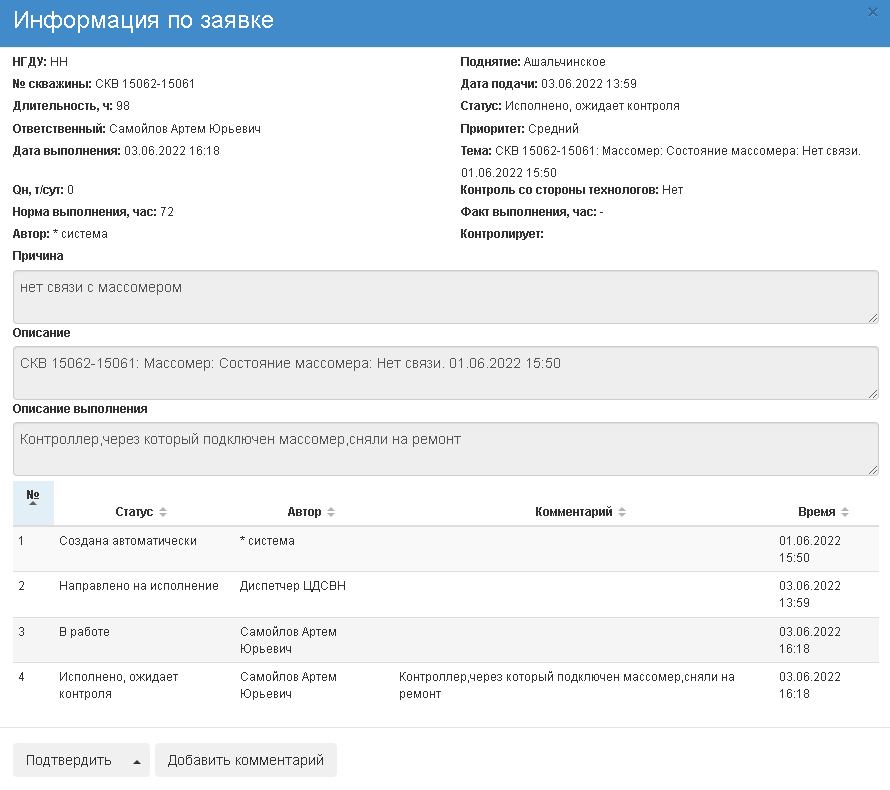 Информация по заявке
×
НГДУ: НН
Поднятие: Ашальчинское
№ скважины: СКВ 15062-15061
Дата подачи: 03.06.2022 13:59
Длительность, ч: 98
Статус: Исполнено, ожидает контроля
Ответственный: Самойлов Артем Юрьевич
Приоритет: Средний
Дата выполнения: 03.06.2022 16:18
Тема: СКВ 15062-15061: Массомер: Состояние массомера: Нет связи.
01.06.2022 15:50
Qн, т/сут: 0
Контроль со стороны технологов: Нет
Норма выполнения, час: 72
Факт выполнения, час: -
Автор: * система
Контролирует:
Причина
нет связи с массомером
Описание
СКВ 15062-15061: Массомер: Состояние массомера: Нет связи. 01.06.2022 15:50
Описание выполнения
Контроллер,через который подключен массомер,сняли на ремонт
№ Статус Автор Комментарий Время
1 Создана автоматически * система 01.06.2022
15:50
2 Направлено на исполнение Диспетчер ЦДСВН 03.06.2022
13:59
3 В работе Самойлов Артем 03.06.2022
Юрьевич 16:18
4 Исполнено, ожидает Самойлов Артем Контроллер,через который подключен массомер,сняли на 03.06.2022
контроля Юрьевич ремонт 16:18
Подтвердить Добавить комментарий